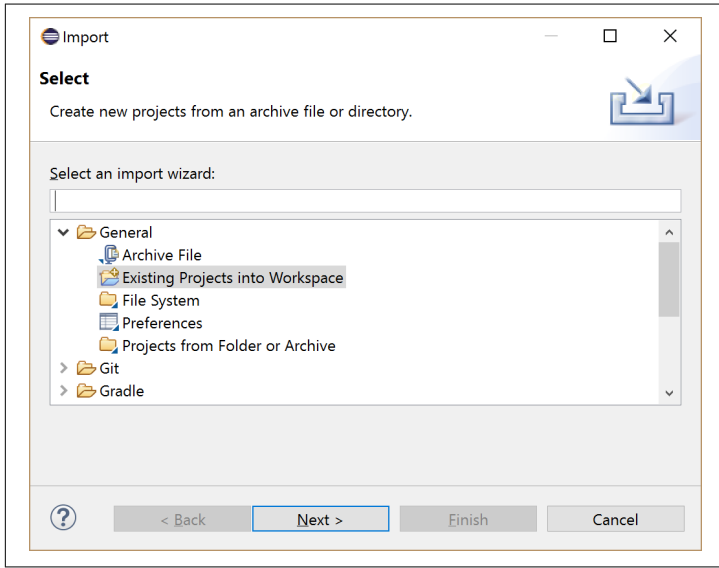 Import
Select
Create new projects from an archive file or directory.
Select an import wizard:
General
Archive File
Existing Projects into Workspace
File System
Preferences
Projects from Folder or Archive
Git
Gradle
? < Back Next > Finish Cancel